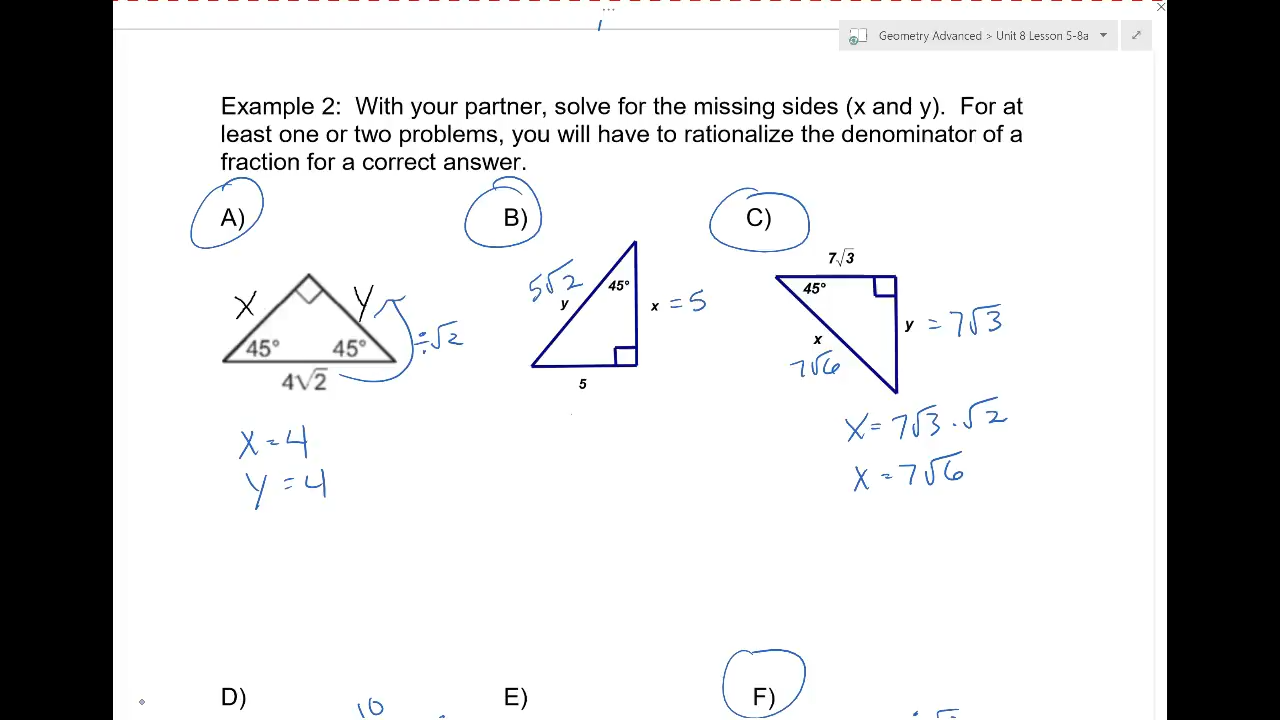 Geometry Advanced > Unit 8 Lesson 5-8a
Example 2: With your partner, solve for the missing sides (x and y). For at
least one or two problems, you will have to rationalize the denominator of a
fraction for a correct answer.
A)
X
Y
45°
45°
4√2
÷√2
X = 4
Y = 4
B)
5√2
y
45°
x = 5
5
C)
7√3
45°
y = 7√3
x
7√6
X = 7√3 · √2
X = 7√6
D)
10
E)
F)